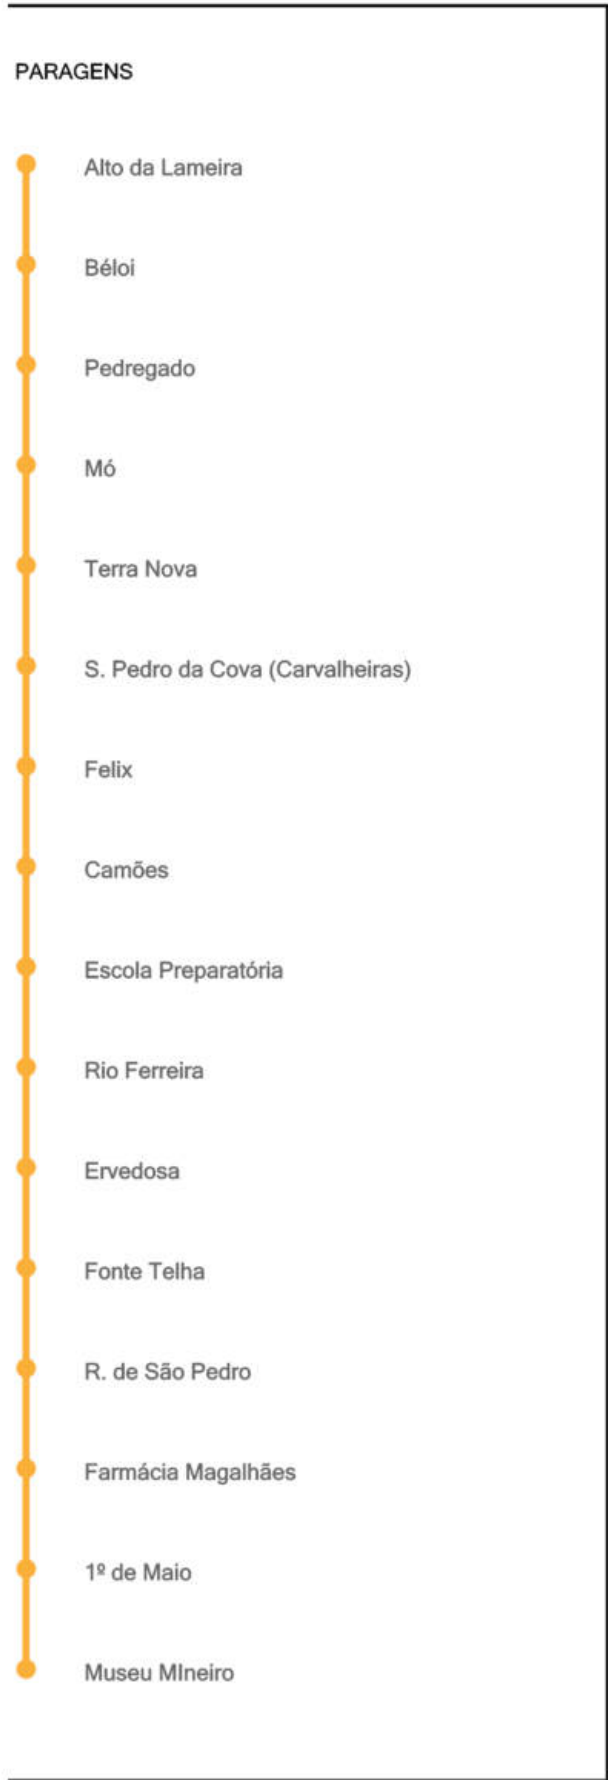 PARAGENS
Alto da Lameira
Béloi
Pedregado
Mó
Terra Nova
S. Pedro da Cova (Carvalheiras)
Felix
Camões
Escola Preparatória
Rio Ferreira
Ervedosa
Fonte Telha
R. de São Pedro
Farmácia Magalhães
1º de Maio
Museu MIneiro